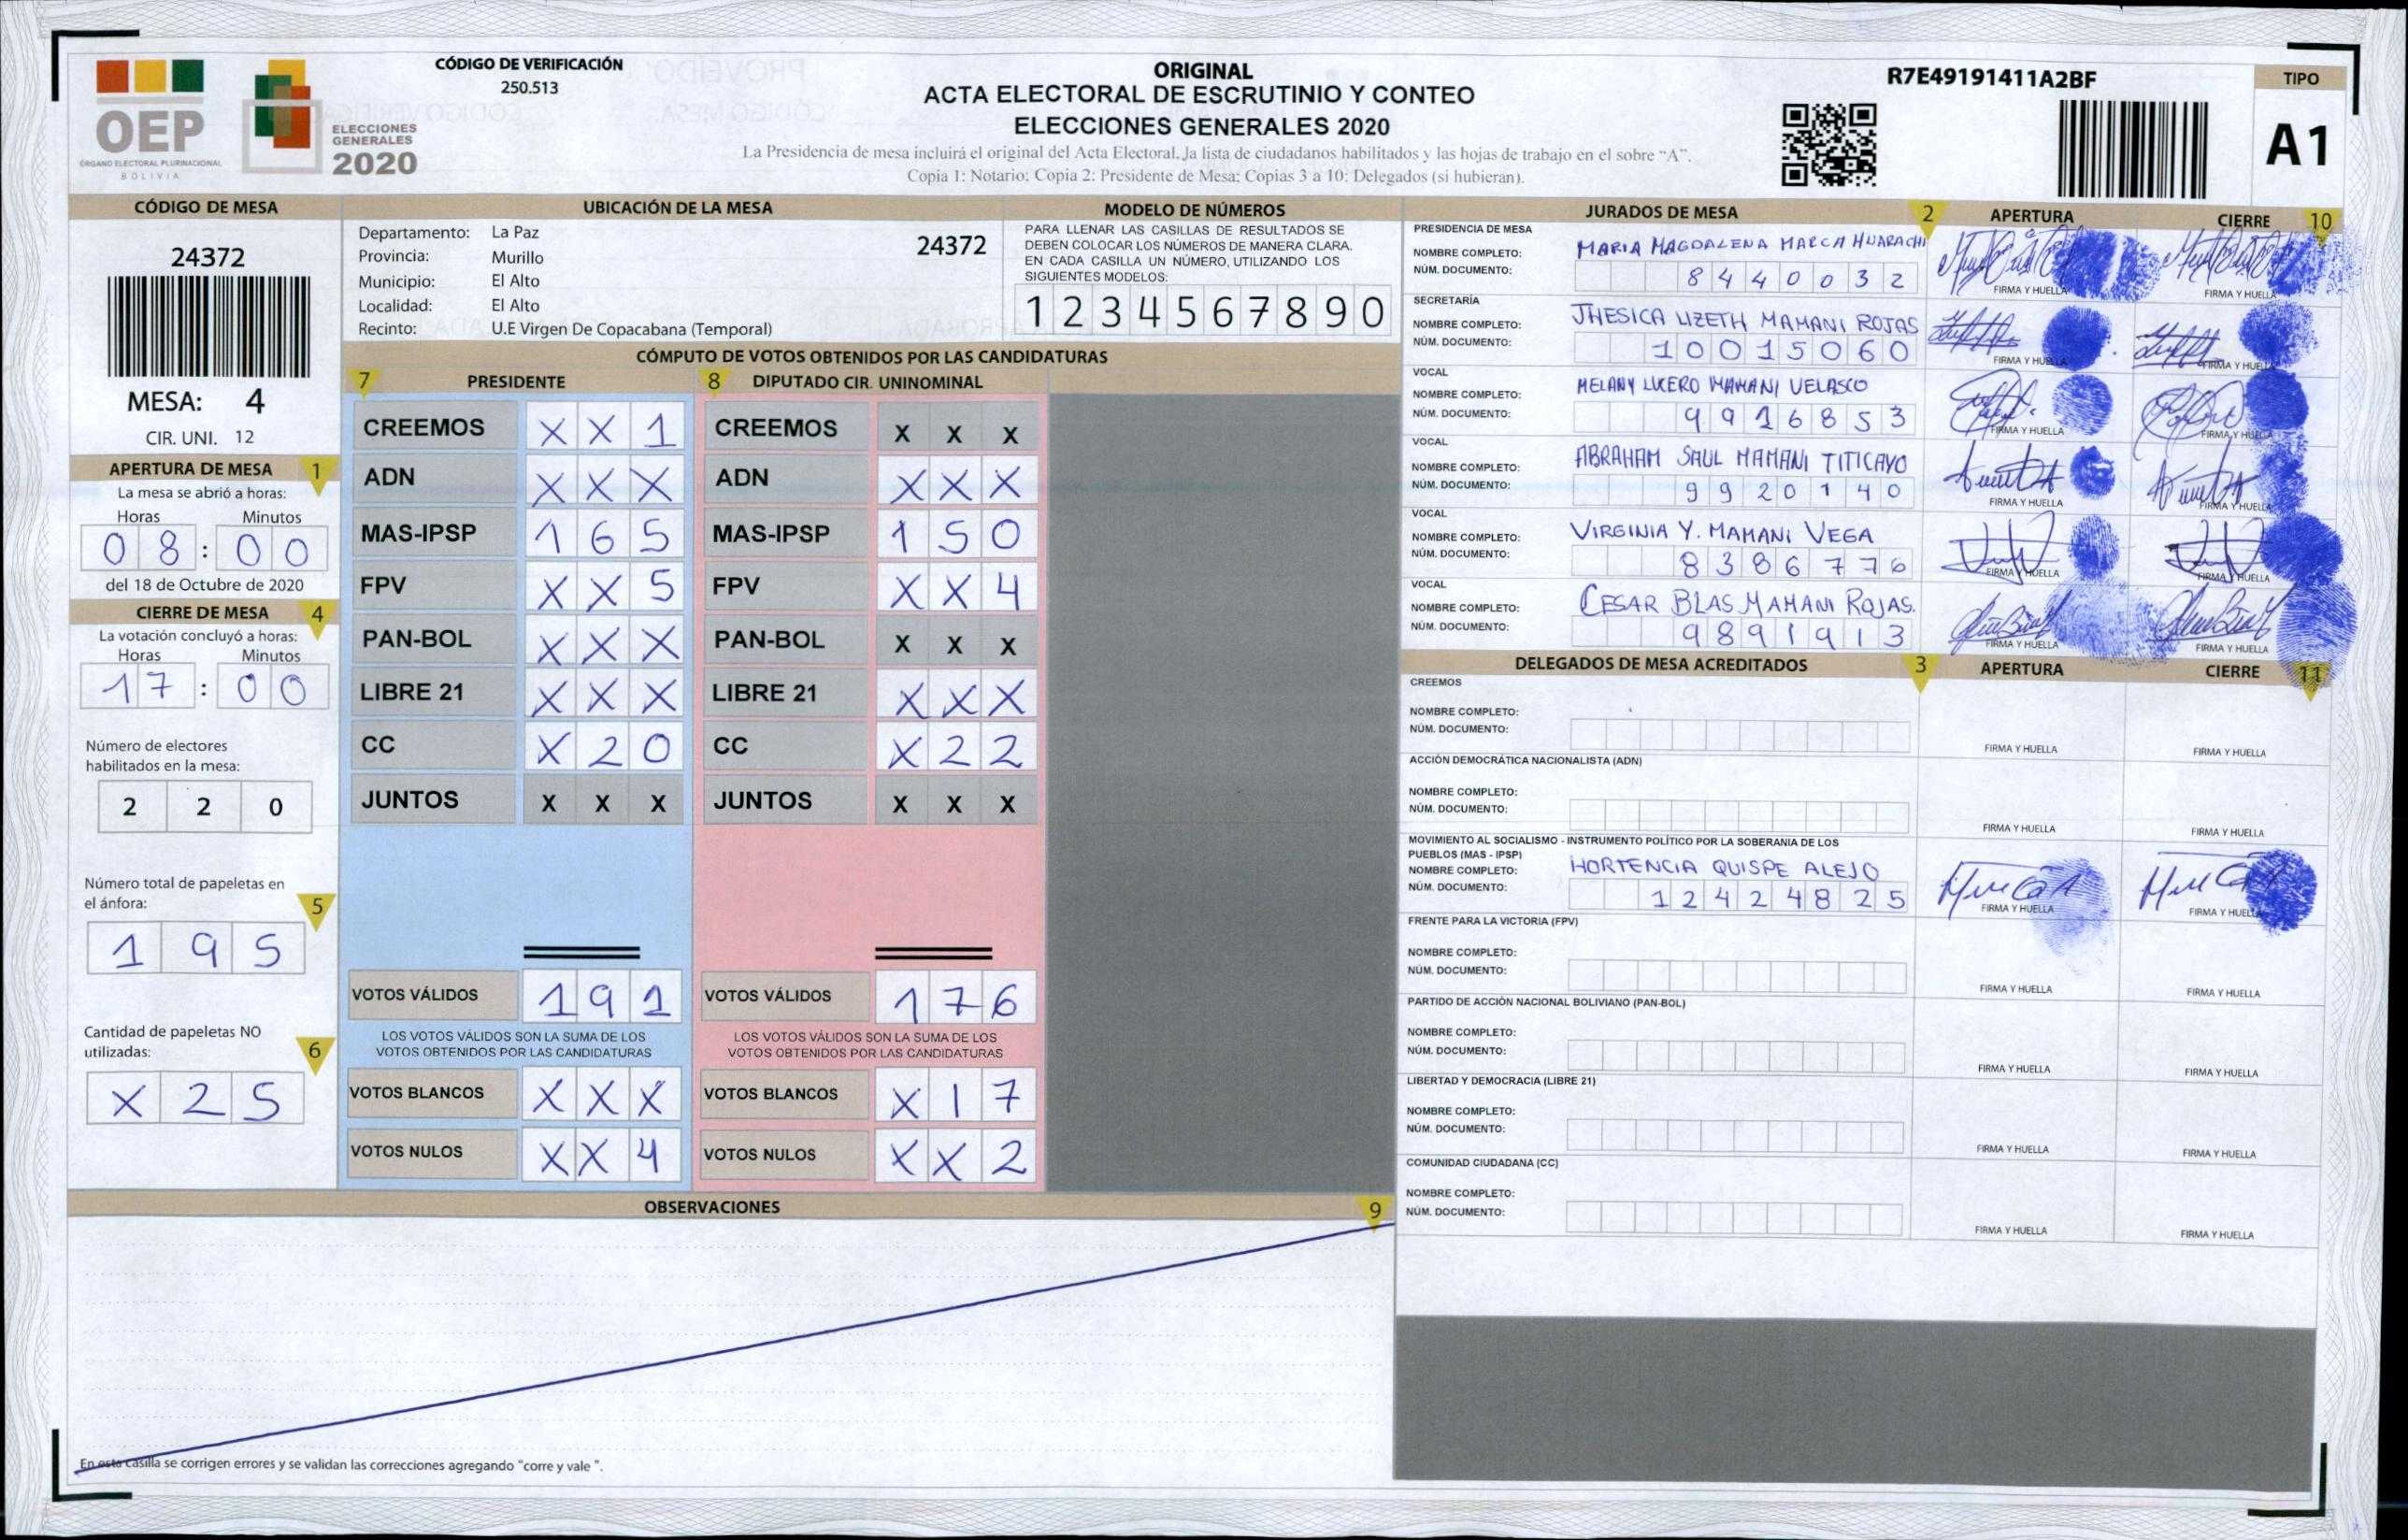 OEP
ÓRGANO ELECTORAL PLURINACIONAL
BOLIVIA
ELECCIONES
GENERALES
2020
CÓDIGO DE VERIFICACIÓN
250.513
ORIGINAL
ACTA ELECTORAL DE ESCRUTINIO Y CONTEO
ELECCIONES GENERALES 2020
La Presidencia de mesa incluirá el original del Acta Electoral, la lista de ciudadanos habilitados y las hojas de trabajo en el sobre “A”.
Copia 1: Notario; Copia 2: Presidente de Mesa; Copias 3 a 10: Delegados (si hubieran).
R7E49191411A2BF
TIPO
A1
CÓDIGO DE MESA
24372
MESA: 4
CIR. UNI. 12
APERTURA DE MESA 1
La mesa se abrió a horas:
Horas Minutos
0 8 : 0 0
del 18 de Octubre de 2020
CIERRE DE MESA 4
La votación concluyó a horas:
Horas Minutos
1 7 : 0 0
Número de electores
habilitados en la mesa:
2 2 0
Número total de papeletas en
el ánfora: 5
1 9 5
Cantidad de papeletas NO
utilizadas: 6
X 2 5
UBICACIÓN DE LA MESA
Departamento: La Paz
24372
Provincia: Murillo
Municipio: El Alto
Localidad: El Alto
Recinto: U.E Virgen De Copacabana (Temporal)
MODELO DE NÚMEROS
PARA LLENAR LAS CASILLAS DE RESULTADOS SE
DEBEN COLOCAR LOS NÚMEROS DE MANERA CLARA.
EN CADA CASILLA UN NÚMERO, UTILIZANDO LOS
SIGUIENTES MODELOS:
1 2 3 4 5 6 7 8 9 0
CÓMPUTO DE VOTOS OBTENIDOS POR LAS CANDIDATURAS
7 PRESIDENTE 8 DIPUTADO CIR. UNINOMINAL
CREEMOS X X 1 CREEMOS X X X
ADN X X X ADN X X X
MAS-IPSP 1 6 5 MAS-IPSP 1 5 0
FPV X X 5 FPV X X 4
PAN-BOL X X X PAN-BOL X X X
LIBRE 21 X X X LIBRE 21 X X X
CC X 2 0 CC X 2 2
JUNTOS X X X JUNTOS X X X
VOTOS VÁLIDOS 1 9 1 VOTOS VÁLIDOS 1 7 6
LOS VOTOS VÁLIDOS SON LA SUMA DE LOS LOS VOTOS VÁLIDOS SON LA SUMA DE LOS
VOTOS OBTENIDOS POR LAS CANDIDATURAS VOTOS OBTENIDOS POR LAS CANDIDATURAS
VOTOS BLANCOS X X X VOTOS BLANCOS X 1 7
VOTOS NULOS X X 4 VOTOS NULOS X X 2
OBSERVACIONES 9
En esta casilla se corrigen errores y se validan las correcciones agregando "corre y vale ".
JURADOS DE MESA 2 APERTURA CIERRE 10
PRESIDENCIA DE MESA
NOMBRE COMPLETO: MARIA MAGDALENA MARCA HUARACHI
NÚM. DOCUMENTO: 8 4 4 0 0 3 2
FIRMA Y HUELLA FIRMA Y HUELLA
SECRETARÍA
NOMBRE COMPLETO: JHESICA LIZETH MAMANI ROJAS
NÚM. DOCUMENTO: 1 0 0 1 5 0 6 0
FIRMA Y HUELLA FIRMA Y HUELLA
VOCAL
NOMBRE COMPLETO: MELANY LUCERO MAMANI VELASCO
NÚM. DOCUMENTO: 9 9 1 6 8 5 3
FIRMA Y HUELLA FIRMA Y HUELLA
VOCAL
NOMBRE COMPLETO: ABRAHAM SAUL MAMANI TITICAYO
NÚM. DOCUMENTO: 9 9 2 0 1 4 0
FIRMA Y HUELLA FIRMA Y HUELLA
VOCAL
NOMBRE COMPLETO: VIRGINIA Y. MAMANI VEGA
NÚM. DOCUMENTO: 8 3 8 6 7 7 6
FIRMA Y HUELLA FIRMA Y HUELLA
VOCAL
NOMBRE COMPLETO: CESAR BLAS MAMANI ROJAS.
NÚM. DOCUMENTO: 9 8 9 1 9 1 3
FIRMA Y HUELLA FIRMA Y HUELLA
DELEGADOS DE MESA ACREDITADOS 3 APERTURA CIERRE 11
CREEMOS
NOMBRE COMPLETO:
NÚM. DOCUMENTO:
FIRMA Y HUELLA FIRMA Y HUELLA
ACCIÓN DEMOCRÁTICA NACIONALISTA (ADN)
NOMBRE COMPLETO:
NÚM. DOCUMENTO:
FIRMA Y HUELLA FIRMA Y HUELLA
MOVIMIENTO AL SOCIALISMO - INSTRUMENTO POLÍTICO POR LA SOBERANIA DE LOS
PUEBLOS (MAS - IPSP)
NOMBRE COMPLETO: HORTENCIA QUISPE ALEJO
NÚM. DOCUMENTO: 1 2 4 2 4 8 2 5
FIRMA Y HUELLA FIRMA Y HUELLA
FRENTE PARA LA VICTORIA (FPV)
NOMBRE COMPLETO:
NÚM. DOCUMENTO:
FIRMA Y HUELLA FIRMA Y HUELLA
PARTIDO DE ACCIÓN NACIONAL BOLIVIANO (PAN-BOL)
NOMBRE COMPLETO:
NÚM. DOCUMENTO:
FIRMA Y HUELLA FIRMA Y HUELLA
LIBERTAD Y DEMOCRACIA (LIBRE 21)
NOMBRE COMPLETO:
NÚM. DOCUMENTO:
FIRMA Y HUELLA FIRMA Y HUELLA
COMUNIDAD CIUDADANA (CC)
NOMBRE COMPLETO:
NÚM. DOCUMENTO:
FIRMA Y HUELLA FIRMA Y HUELLA